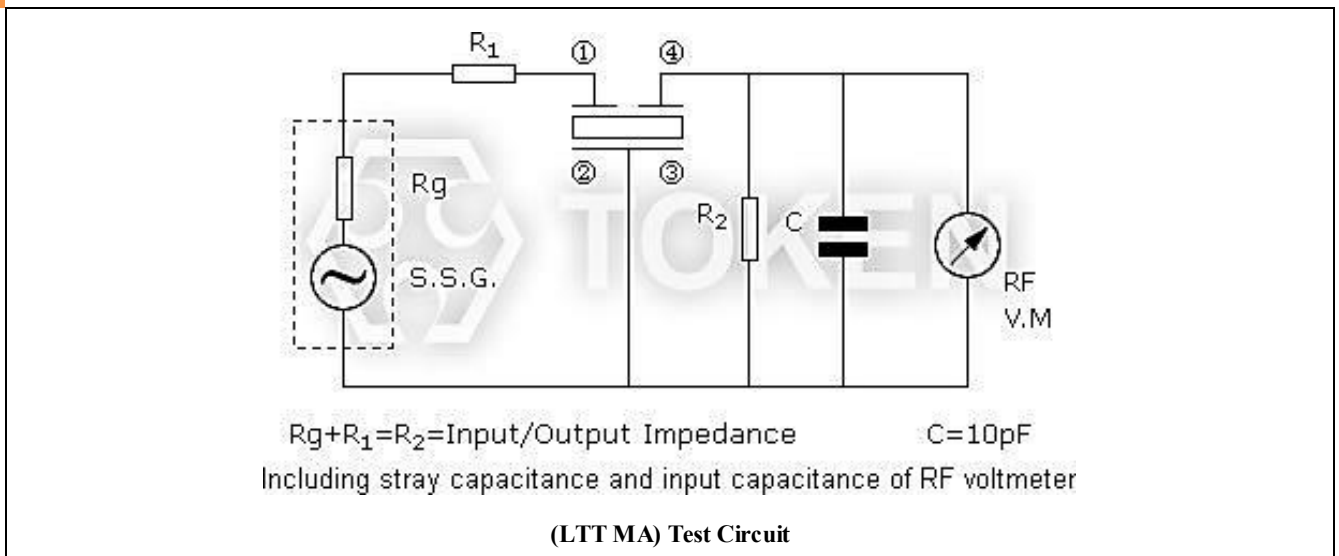 R1
① ④
② ③
Rg
TOKEN
R2
C
S.S.G.
RF
V.M
Rg+R1=R2=Input/Output Impedance C=10pF
Including stray capacitance and input capacitance of RF voltmeter
(LTT MA) Test Circuit